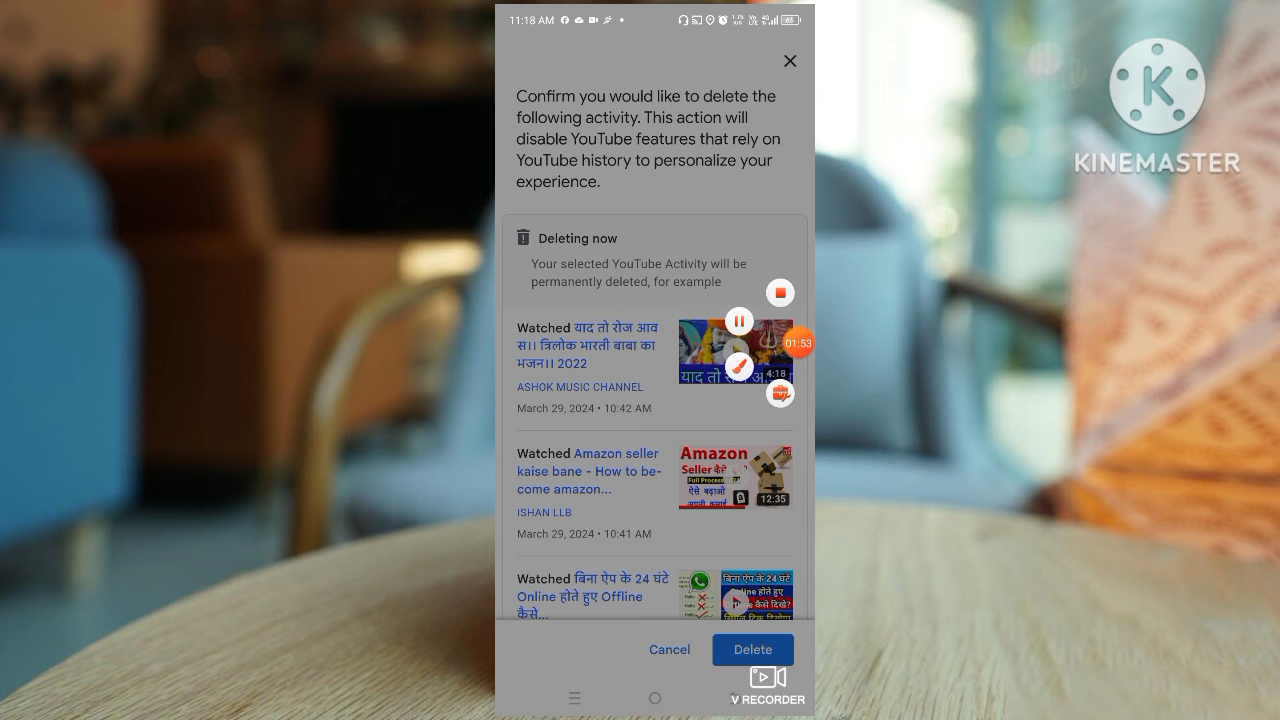 11:18 AM
K
KINEMASTER
Confirm you would like to delete the
following activity. This action will
disable YouTube features that rely on
YouTube history to personalize your
experience.
Deleting now
Your selected YouTube Activity will be
permanently deleted, for example
Watched याद तो रोज आव
स।। त्रिलोक भारती बाबा का
भजन।। 2022
ASHOK MUSIC CHANNEL
March 29, 2024 • 10:42 AM
याद तो
4:18
01:53
Watched Amazon seller
kaise bane - How to be-
come amazon...
ISHAN LLB
March 29, 2024 • 10:41 AM
Amazon
Seller कैसे
Full Process
ऐसे बढ़ाओ
12:35
Watched बिना ऐप के 24 घंटे
Online होते हुए Offline
कैसे...
बिना ऐप के 24 घंटे
Online होते हुए
कैसे दिखे?
Cancel
Delete
V RECORDER